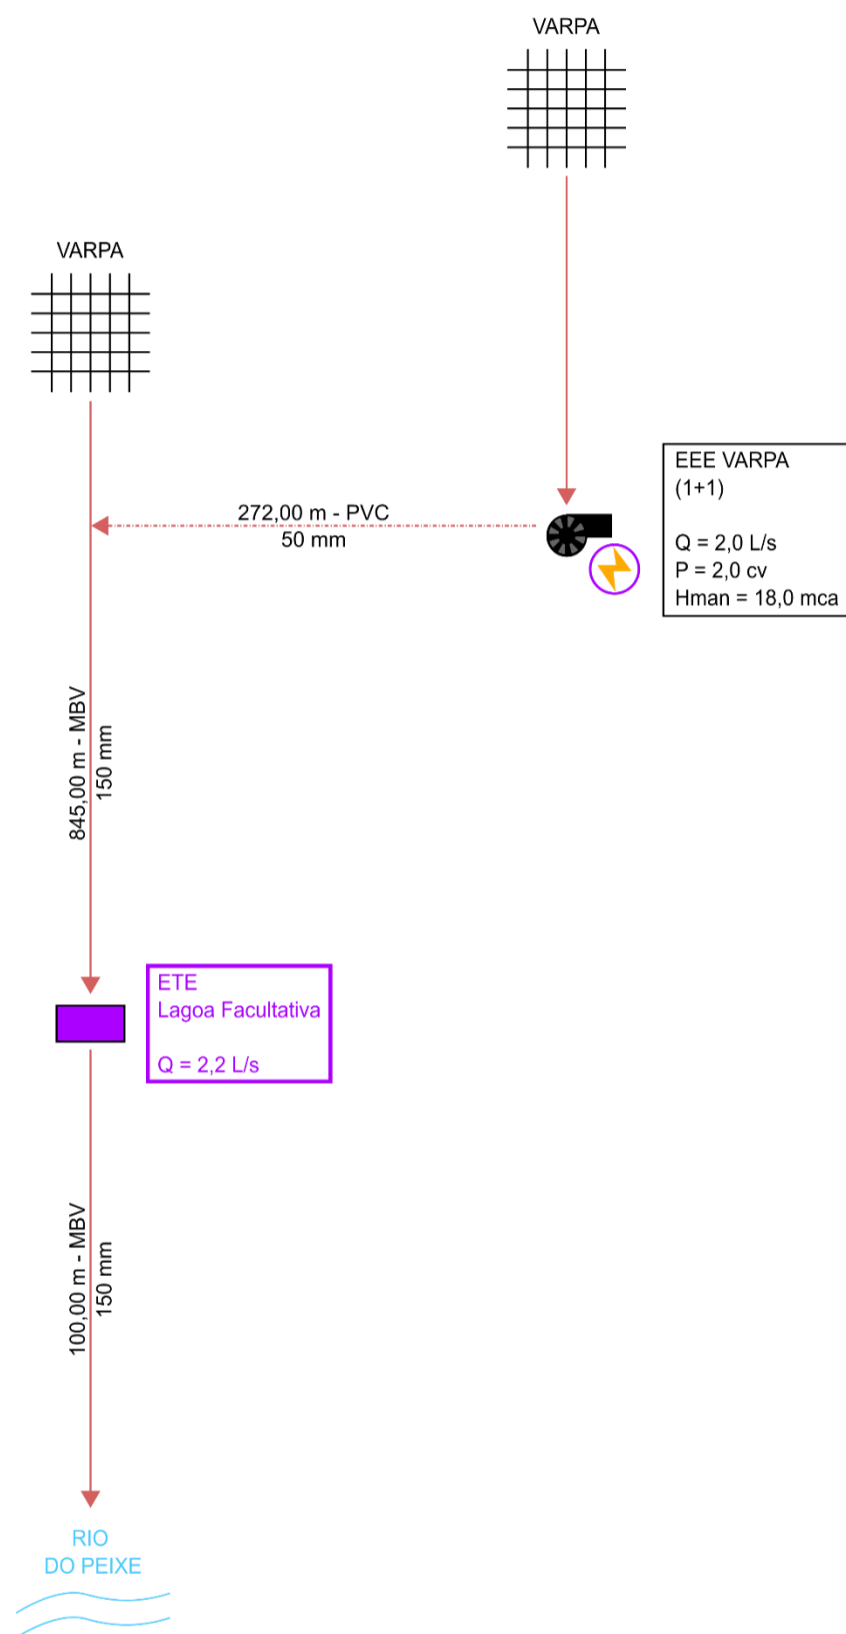 VARPA
VARPA
EEE VARPA
(1+1)
Q = 2,0 L/s
P = 2,0 cv
Hman = 18,0 mca
272,00 m - PVC
50 mm
845,00 m - MBV
150 mm
ETE
Lagoa Facultativa
Q = 2,2 L/s
100,00 m - MBV
150 mm
RIO
DO PEIXE